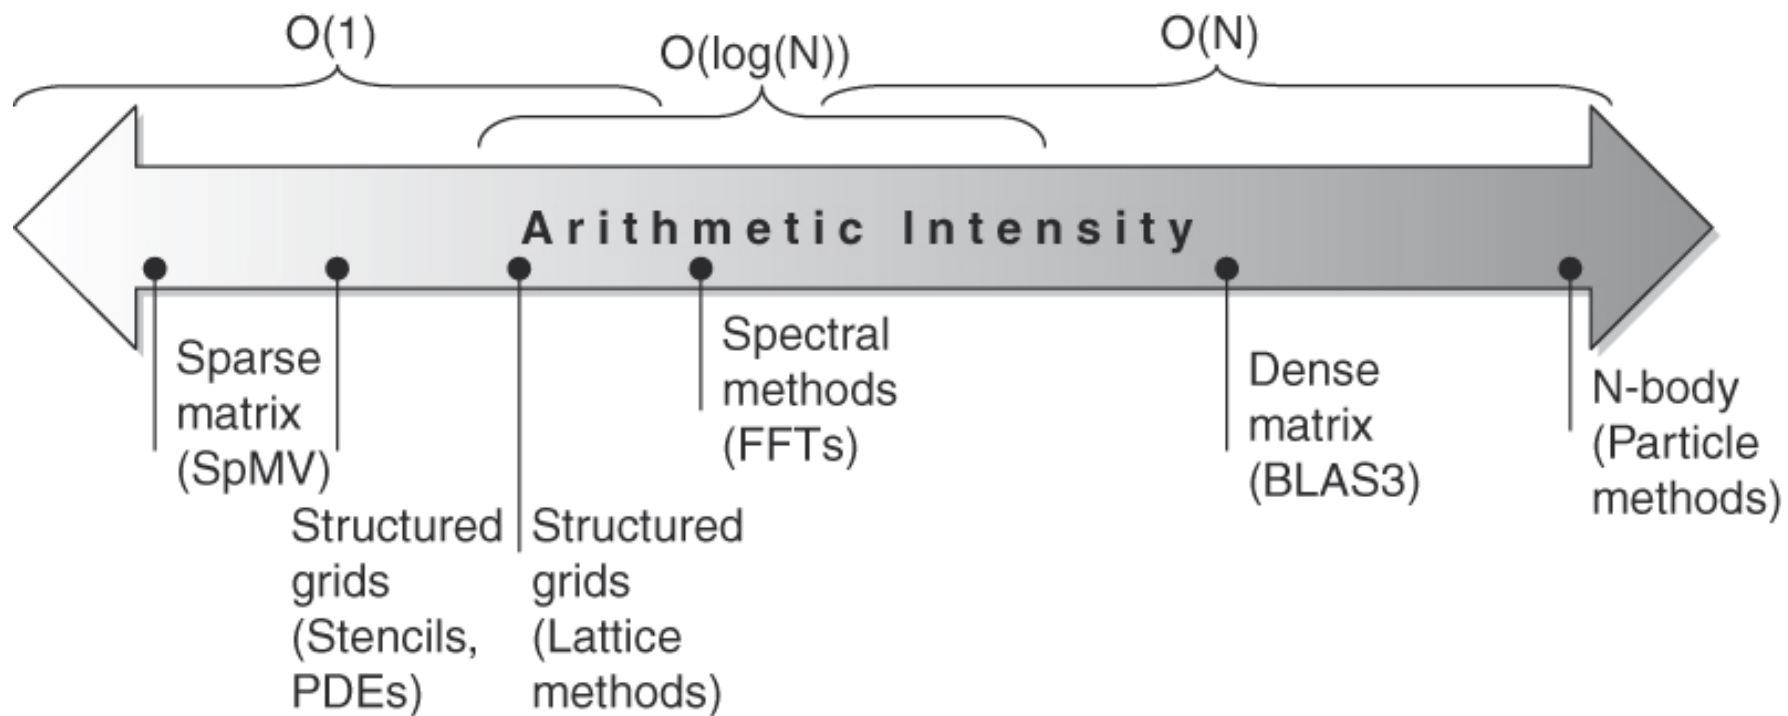 O(1)
O(log(N))
O(N)
Arithmetic Intensity
Sparse
matrix
(SpMV)
Structured
grids
(Stencils,
PDEs)
Structured
grids
(Lattice
methods)
Spectral
methods
(FFTs)
Dense
matrix
(BLAS3)
N-body
(Particle
methods)